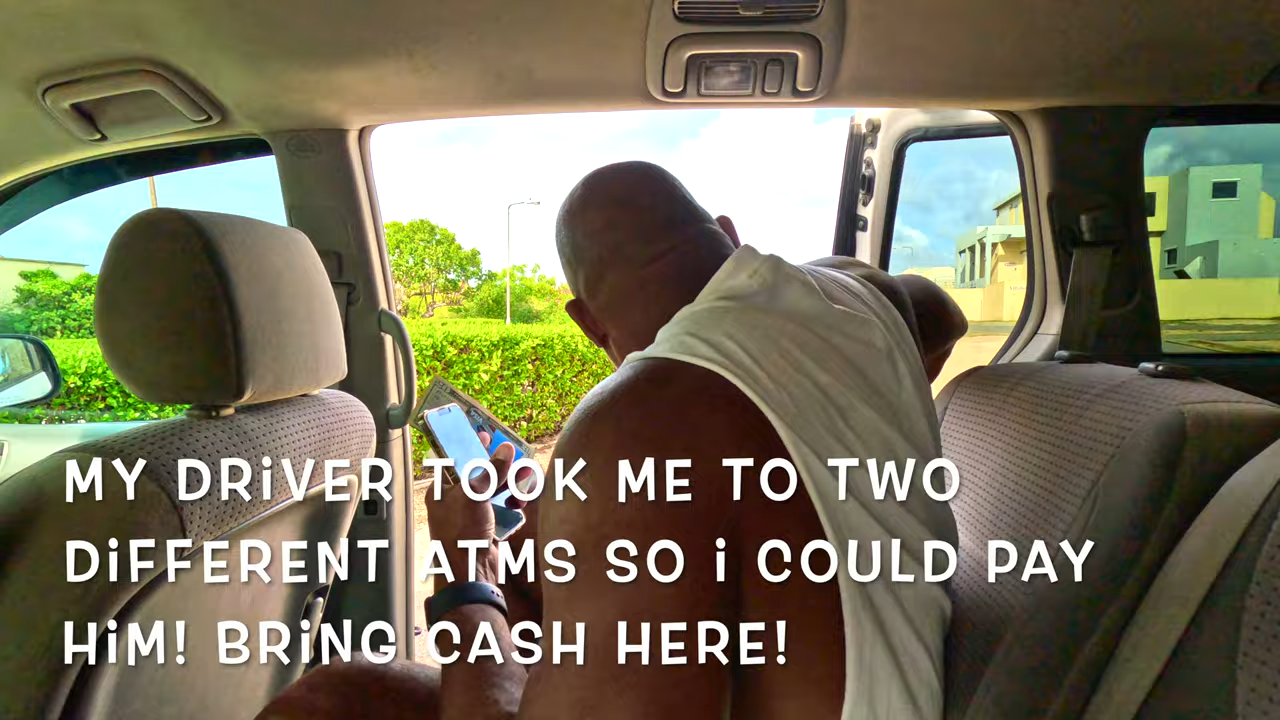 MY DRiVER TOOK ME TO TWO
DiFFERENT ATMS SO i COULD PAY
HiM! BRiNG CASH HERE!